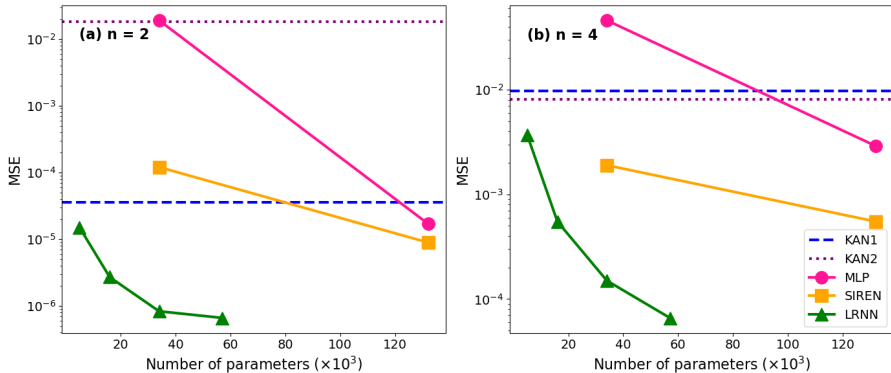 (a) n = 2
MSE
10⁻²
10⁻³
10⁻⁴
10⁻⁵
10⁻⁶
20 40 60 80 100 120
Number of parameters (×10³)
(b) n = 4
MSE
10⁻²
10⁻³
10⁻⁴
20 40 60 80 100 120
Number of parameters (×10³)
KAN1
KAN2
MLP
SIREN
LRNN